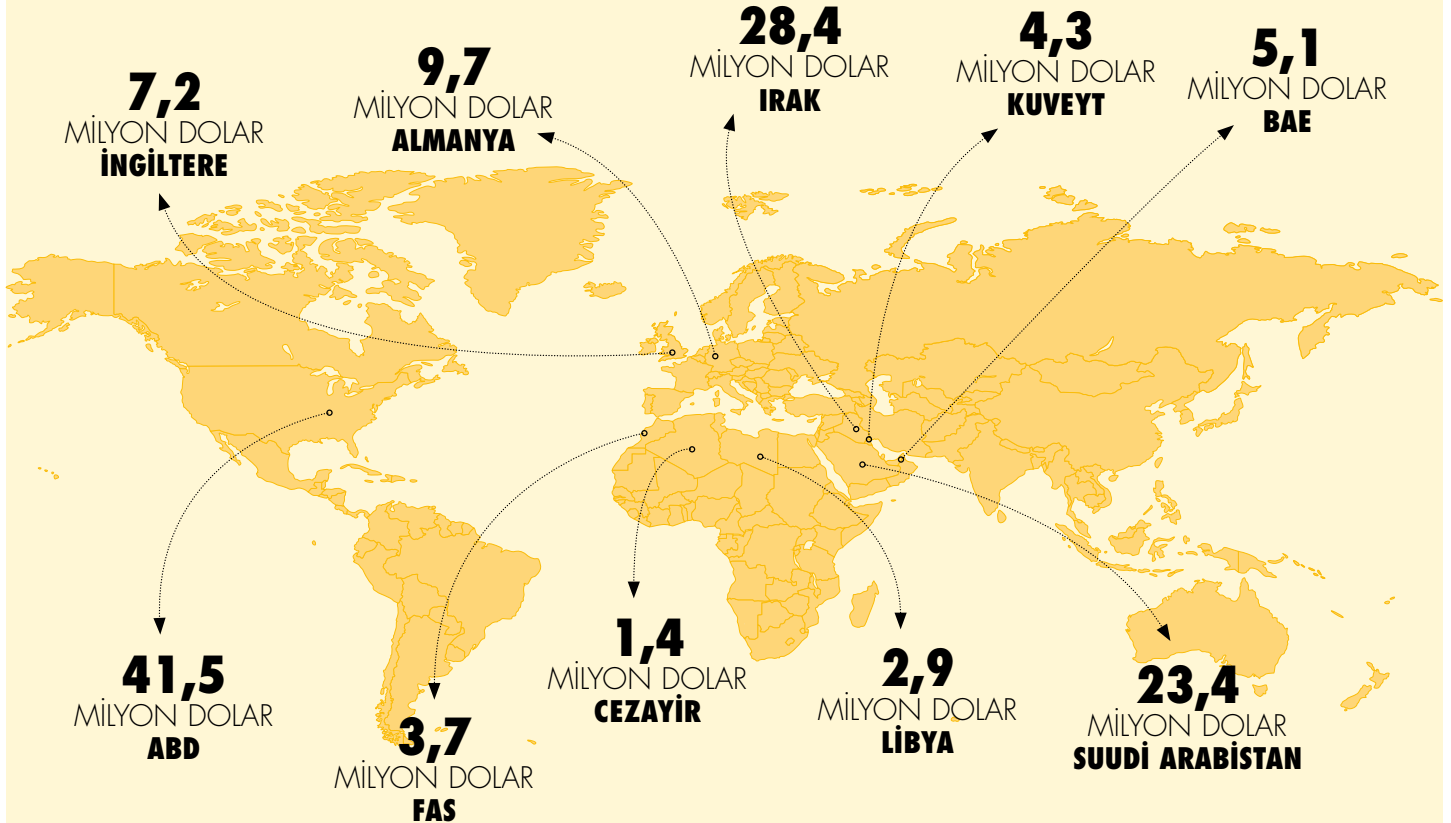 7,2
MİLYON DOLAR
İNGİLTERE
9,7
MİLYON DOLAR
ALMANYA
28,4
MİLYON DOLAR
IRAK
4,3
MİLYON DOLAR
KUVEYT
5,1
MİLYON DOLAR
BAE
41,5
MİLYON DOLAR
ABD
3,7
MİLYON DOLAR
FAS
1,4
MİLYON DOLAR
CEZAYİR
2,9
MİLYON DOLAR
LİBYA
23,4
MİLYON DOLAR
SUUDİ ARABİSTAN